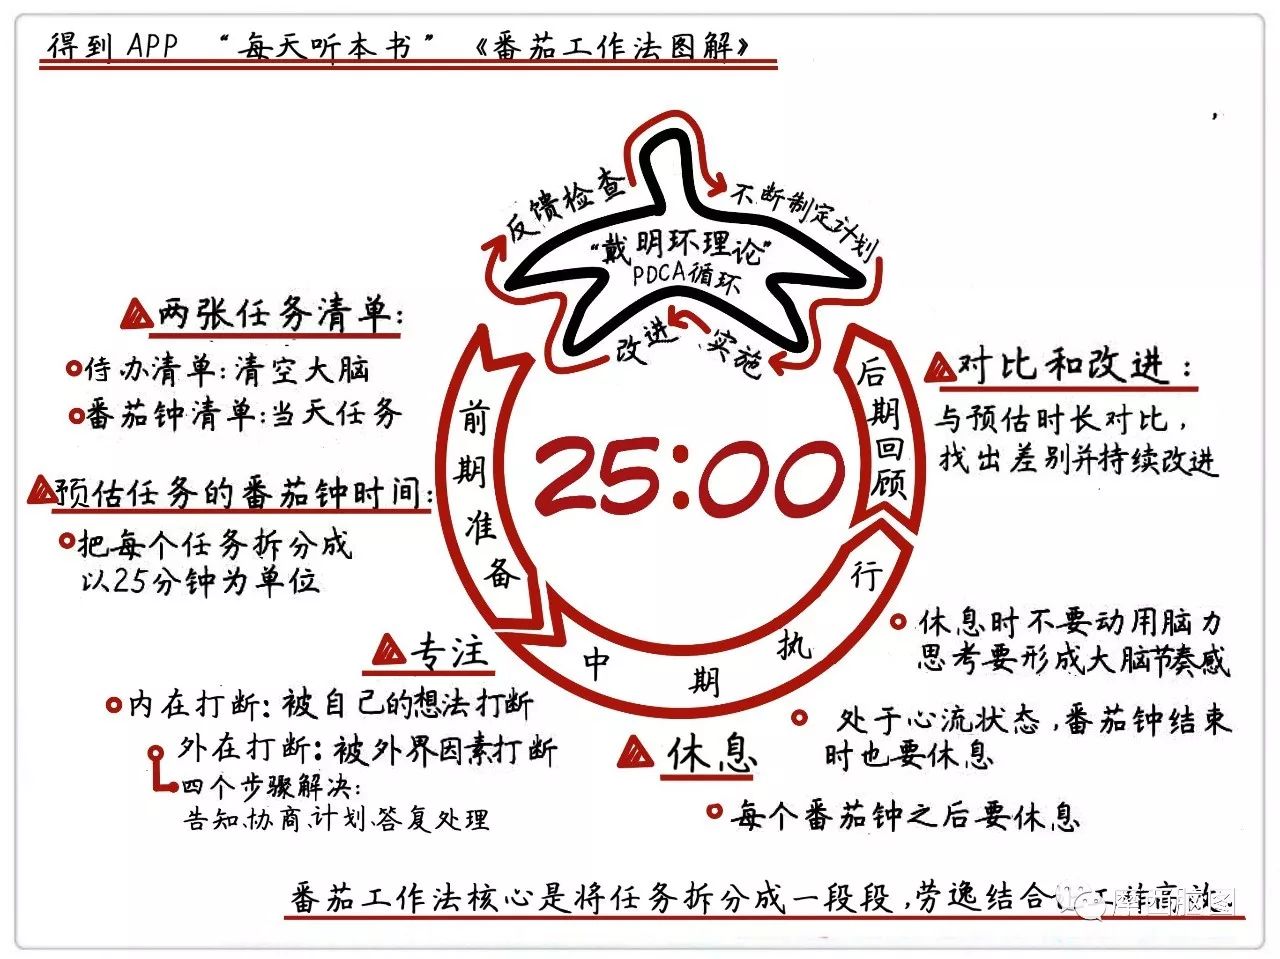 得到 APP “每天听本书” 《番茄工作法图解》
反馈检查
不断制定计划
“戴明环理论”
PDCA循环
改进
实施
两张任务清单：
待办清单：清空大脑
番茄钟清单：当天任务
预估任务的番茄钟时间：
把每个任务拆分成
以25分钟为单位
前期准备
25:00
后期回顾
对比和改进：
与预估时长对比，
找出差别并持续改进
中期执行
专注
内在打断：被自己的想法打断
外在打断：被外界因素打断
四个步骤解决：
告知、协商、计划、答复处理
休息
休息时不要动用脑力
思考要形成大脑节奏感
处于心流状态，番茄钟结束
时也要休息
每个番茄钟之后要休息
番茄工作法核心是将任务拆分成一段段，劳逸结合
摩西脑图